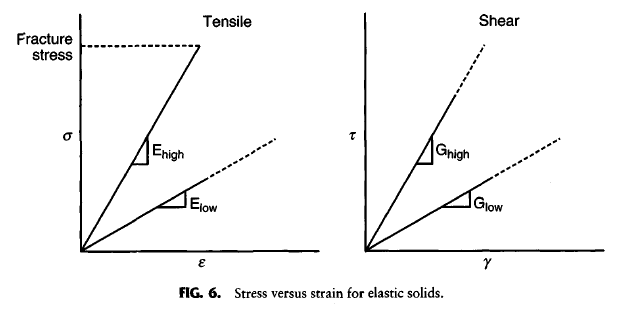 Tensile
Fracture
stress
σ
E_high
E_low
ε
Shear
τ
G_high
G_low
γ
FIG. 6. Stress versus strain for elastic solids.